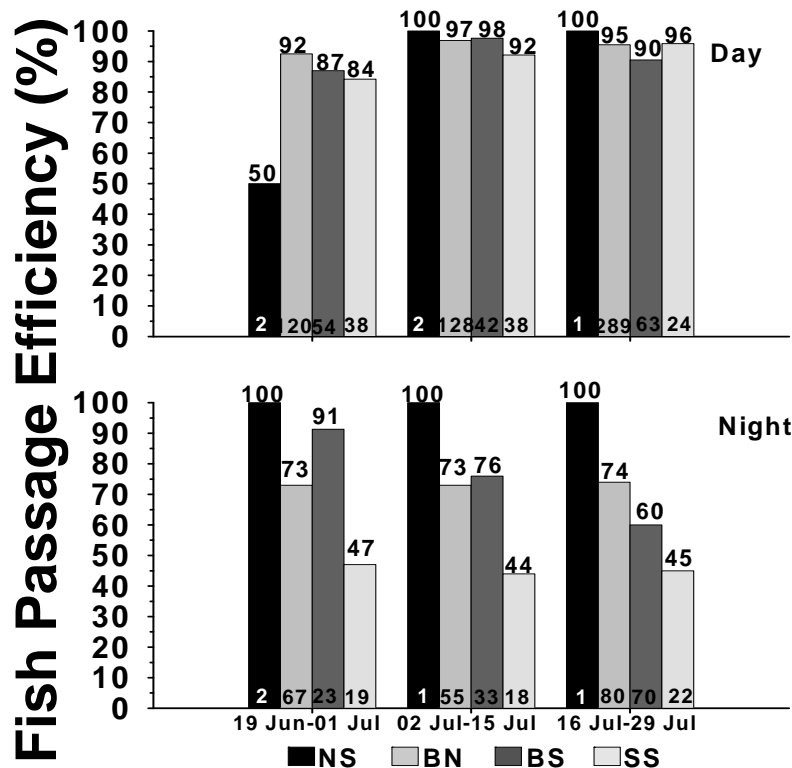 Fish Passage Efficiency (%)
Day
100
90
80
70
60
50
40
30
20
10
0
50 92 87 84
100 97 98 92
100 95 90 96
2 120 54 38
2 128 42 38
1 289 63 24
Night
100
90
80
70
60
50
40
30
20
10
0
100 73 91 47
100 73 76 44
100 74 60 45
2 67 23 19
1 55 33 18
1 80 70 22
19 Jun-01 Jul 02 Jul-15 Jul 16 Jul-29 Jul
NS BN BS SS